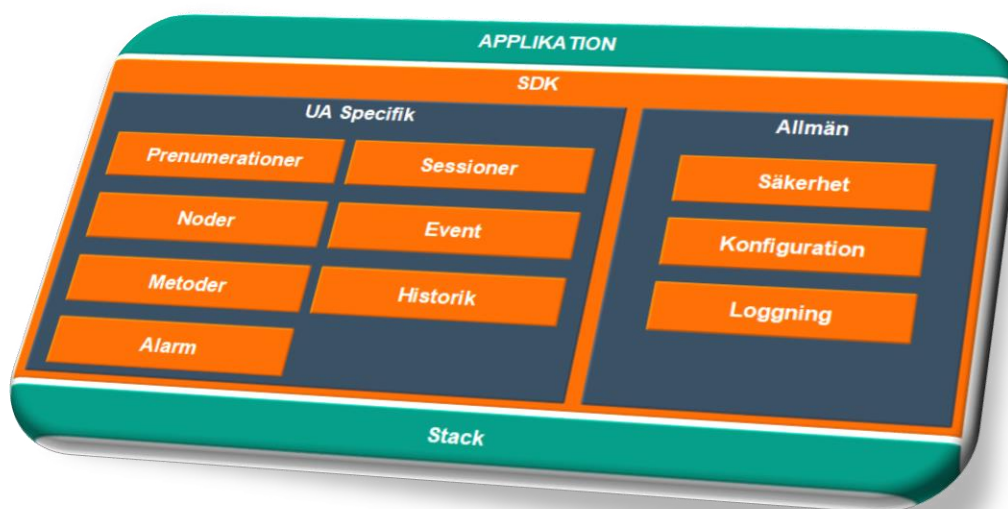 APPLIKATION
SDK
UA Specifik
Prenumerationer
Sessioner
Noder
Event
Metoder
Historik
Alarm
Allmän
Säkerhet
Konfiguration
Loggning
Stack